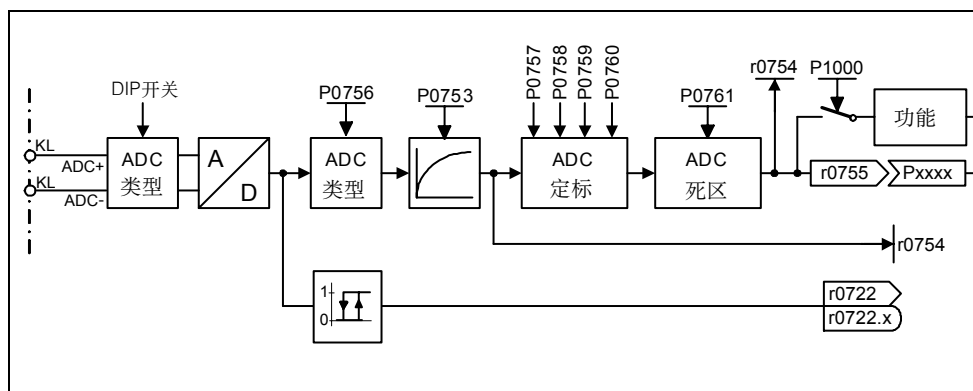 DIP开关
KL
ADC+
KL
ADC-
ADC
类型
A
D
P0756
ADC
类型
P0753
P0757
P0758
P0759
P0760
ADC
定标
P0761
ADC
死区
r0754
P1000
功能
r0755
Pxxxx
r0754
1
0
r0722
r0722.x